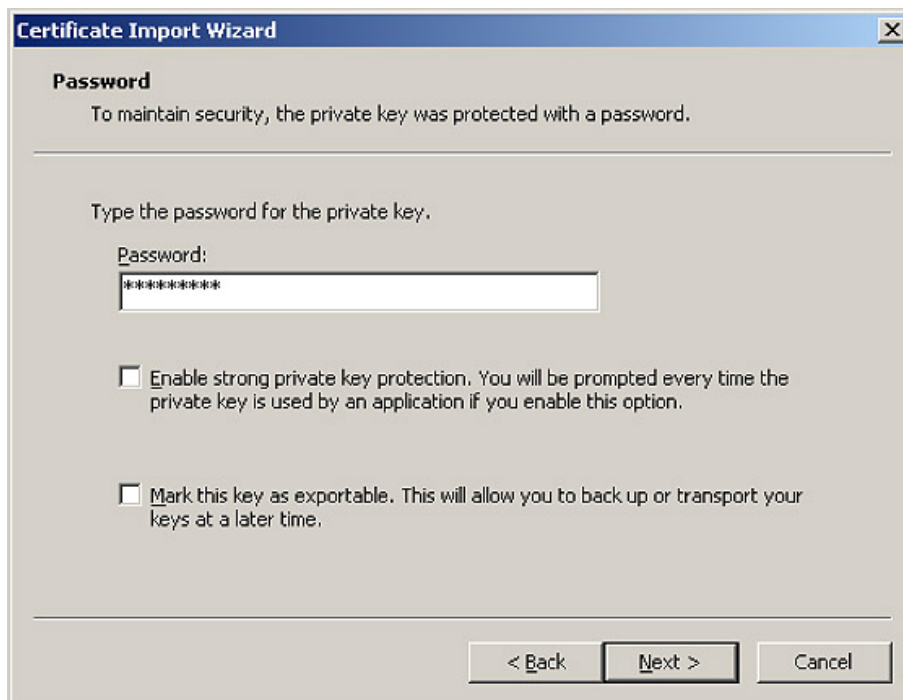 Certificate Import Wizard
Password
To maintain security, the private key was protected with a password.
Type the password for the private key.
Password:
*********
Enable strong private key protection. You will be prompted every time the
private key is used by an application if you enable this option.
Mark this key as exportable. This will allow you to back up or transport your
keys at a later time.
< Back
Next >
Cancel